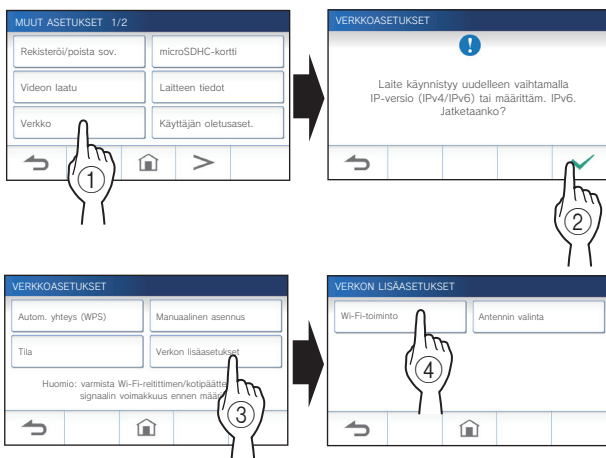 MUUT ASETUKSET 1/2
Rekisteröi/poista sov.
microSDHC-kortti
Videon laatu
Laitteen tiedot
Verkko
Käyttäjän oletusaset.
1
VERKKOASETUKSET
Laite käynnistyy uudelleen vaihtamalla
IP-versio (IPv4/IPv6) tai määrittäm. IPv6.
Jatketaanko?
2
VERKKOASETUKSET
Autom. yhteys (WPS)
Manuaalinen asennus
Tila
Verkon lisäasetukset
Huomio: varmista Wi-Fi-reitittimen/kotipäätte
signaalin voimakkuus ennen määri
3
VERKON LISÄASETUKSET
Wi-Fi-toiminto
Antennin valinta
4